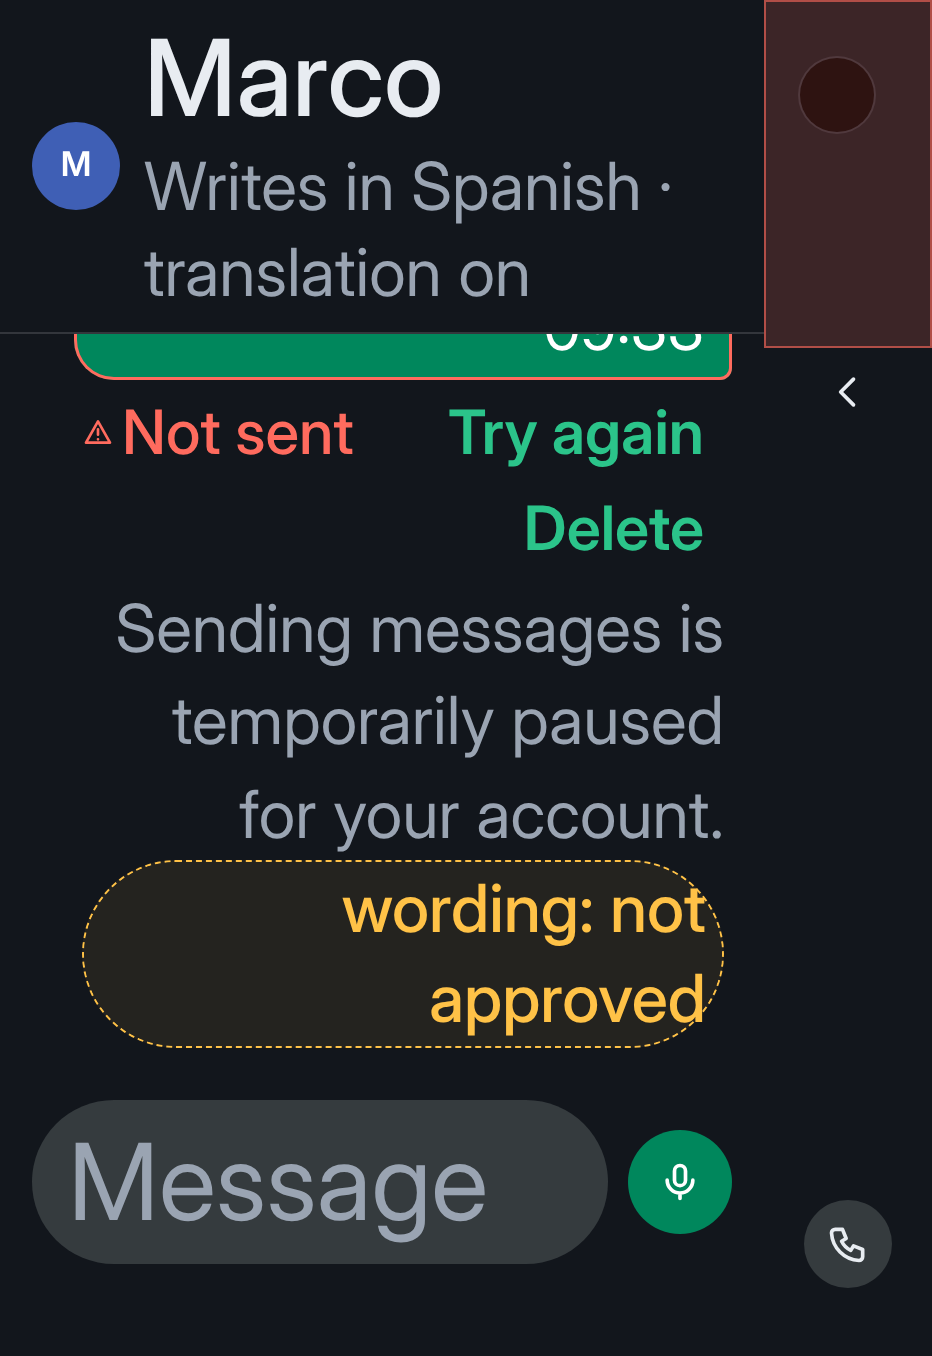 Marco
M
Writes in Spanish ·
translation on
Not sent
Try again
Delete
Sending messages is
temporarily paused
for your account.
wording: not
approved
Message